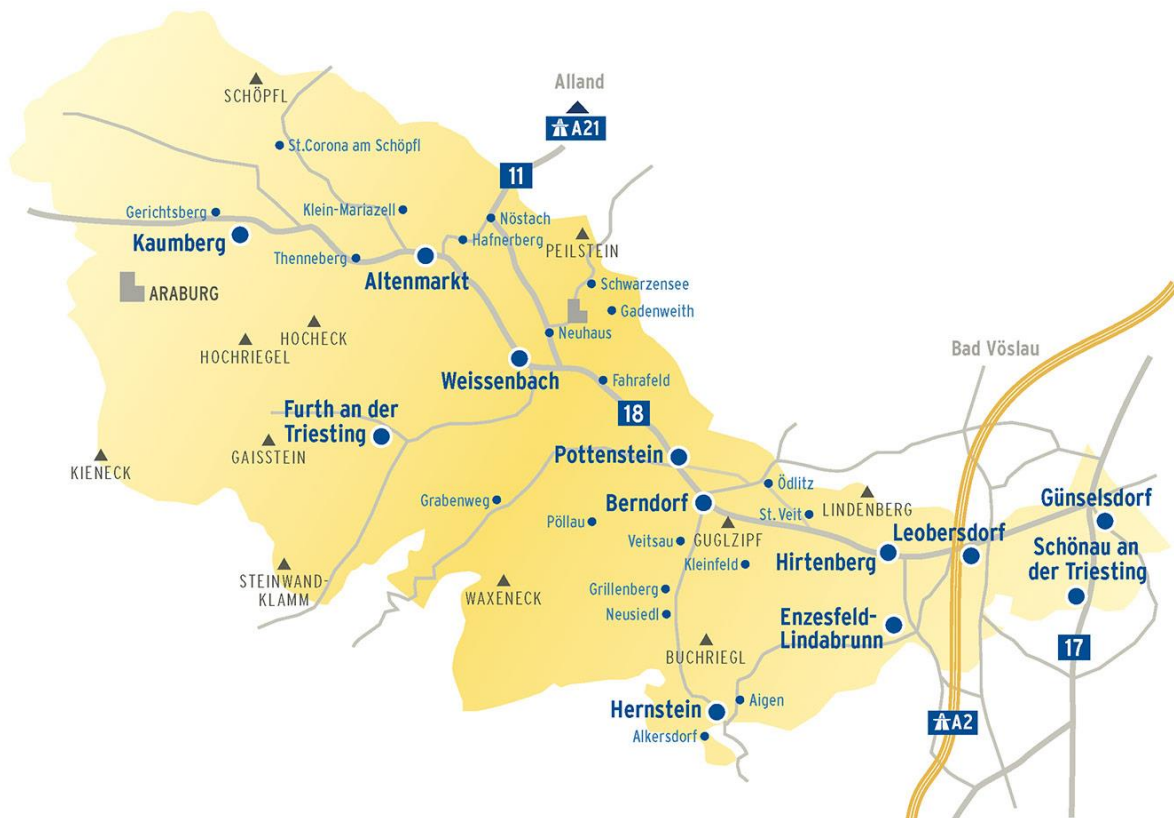 Alland
A21
SCHÖPFL
St.Corona am Schöpfl
11
Gerichtsberg
Klein-Mariazell
Nöstach
Kaumberg
Hafnerberg
PEILSTEIN
Thenneberg
Altenmarkt
Schwarzensee
ARABURG
Gadenweith
HOCHECK
Neuhaus
HOCHRIEGEL
Bad Vöslau
Weissenbach
Fahrafeld
Furth an der
Triesting
18
KIENECK
GAISSTEIN
Pottenstein
Ödlitz
Grabenweg
Berndorf
St. Veit
LINDENBERG
Günselsdorf
Pöllau
GUGLZIPF
Leobersdorf
Veitsau
Kleinfeld
Hirtenberg
Schönau an
der Triesting
STEINWAND-
KLAMM
WAXENECK
Grillenberg
Neusiedl
Enzesfeld-
Lindabrunn
BUCHRIEGL
17
Aigen
Hernstein
A2
Alkersdorf